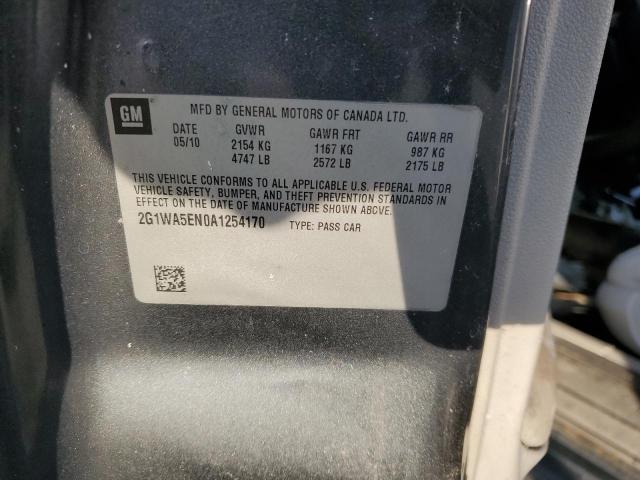 GM
MFD BY GENERAL MOTORS OF CANADA LTD.
DATE GVWR GAWR FRT GAWR RR
05/10 2154 KG 1167 KG 987 KG
4747 LB 2572 LB 2175 LB
THIS VEHICLE CONFORMS TO ALL APPLICABLE U.S. FEDERAL MOTOR
VEHICLE SAFETY, BUMPER, AND THEFT PREVENTION STANDARDS IN
EFFECT ON THE DATE OF MANUFACTURE SHOWN ABOVE.
2G1WA5EN0A1254170 TYPE: PASS CAR